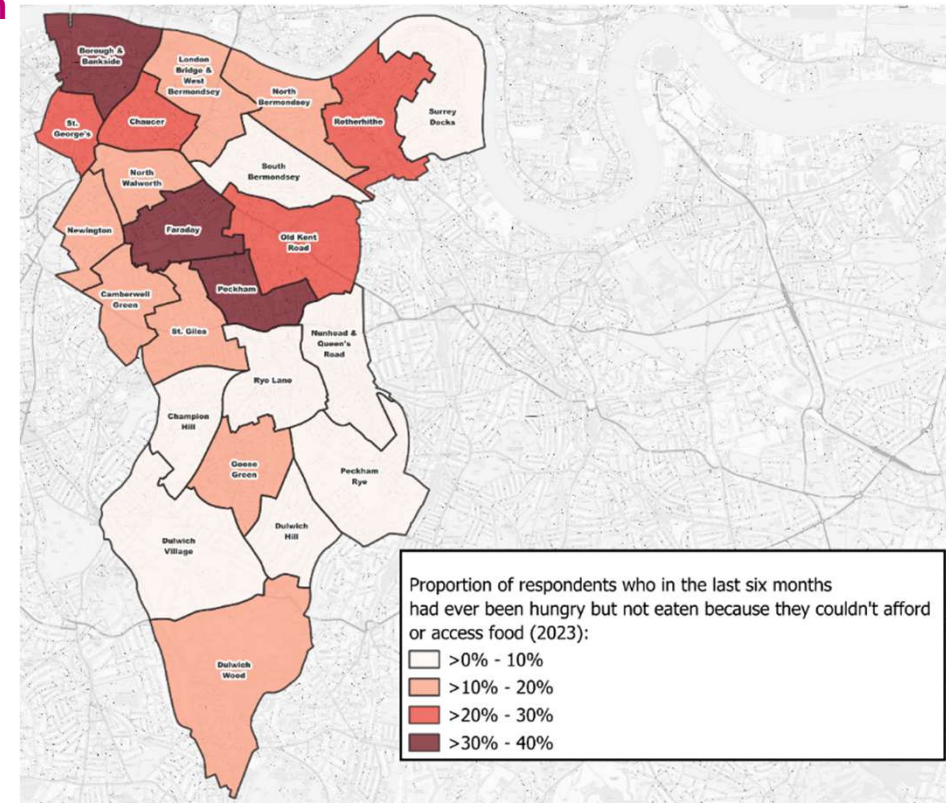 n
Borough &
Bankside
London
Bridge &
West
Bermondsey
North
Bermondsey
Surrey
Docks
St.
George's
Chaucer
Rotherhithe
South
Bermondsey
North
Walworth
Newington
Faraday
Old Kent
Road
Peckham
Camberwell
Green
St. Giles
Nunhead &
Queen's
Road
Rye Lane
Champion
Hill
Goose
Green
Peckham
Rye
Dulwich
Village
Dulwich
Hill
Dulwich
Wood
Proportion of respondents who in the last six months
had ever been hungry but not eaten because they couldn't afford
or access food (2023):
>0% - 10%
>10% - 20%
>20% - 30%
>30% - 40%